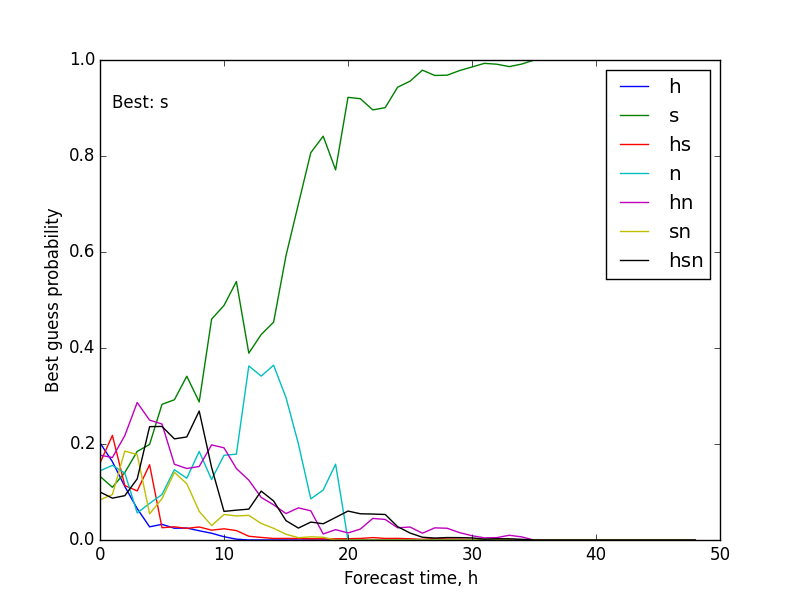 1.0
0.8
0.6
0.4
0.2
0.0
Best guess probability
Best: s
h
s
hs
n
hn
sn
hsn
0 10 20 30 40 50
Forecast time, h